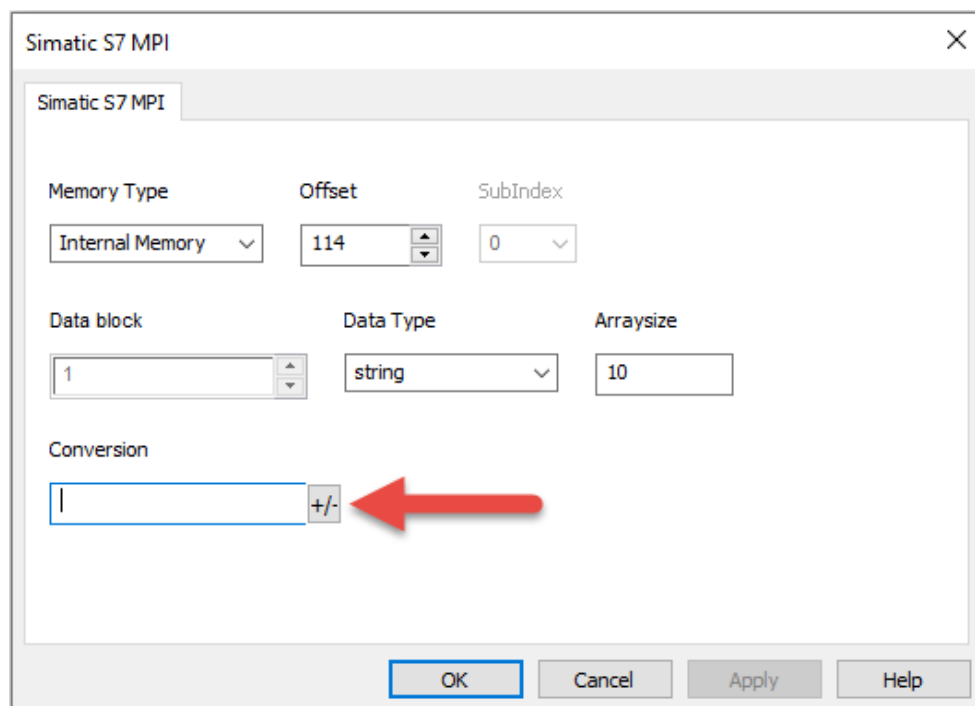 Simatic S7 MPI
Simatic S7 MPI
Memory Type Offset SubIndex
Internal Memory 114 0
Data block Data Type Arraysize
1 string 10
Conversion
+/-
OK Cancel Apply Help